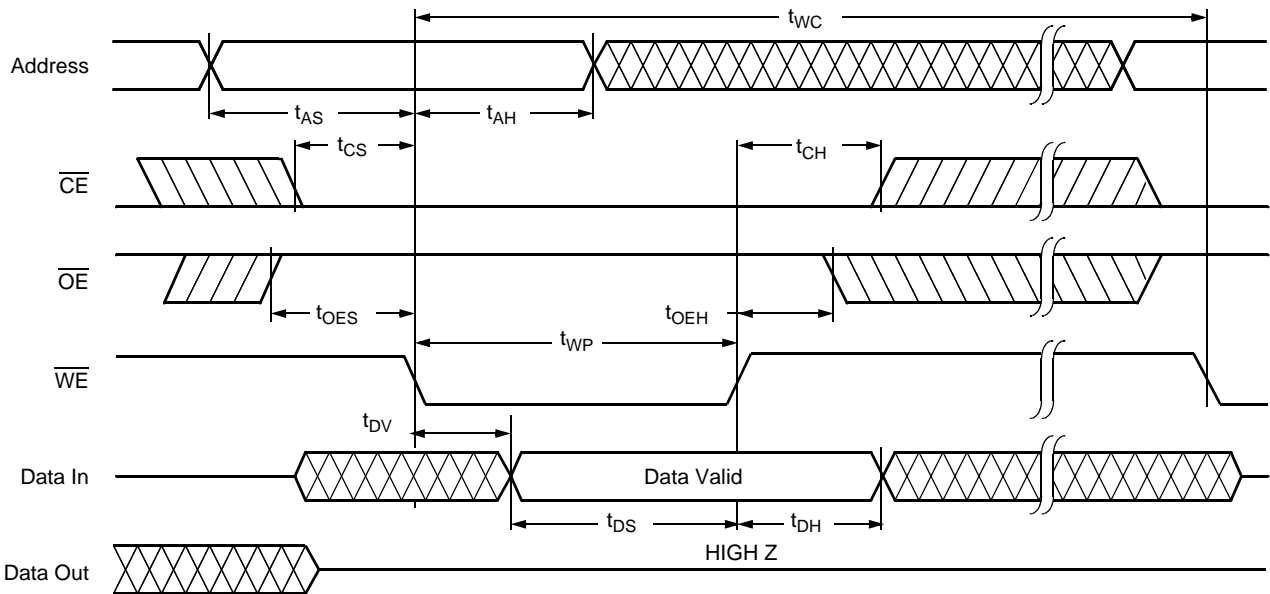 tWC
Address
tAS
tAH
tCS
tCH
CE
OE
tOES
tOEH
tWP
WE
tDV
Data In
Data Valid
tDS
tDH
HIGH Z
Data Out